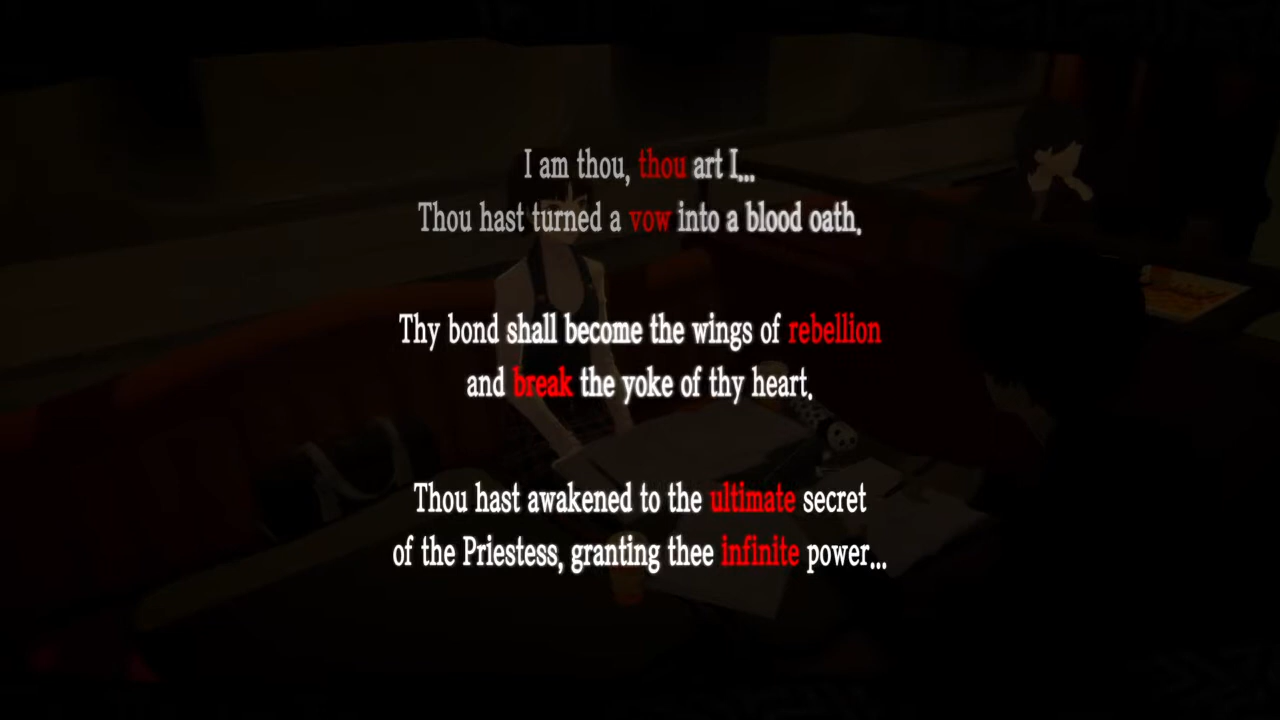 I am thou, thou art I...
Thou hast turned a vow into a blood oath.
Thy bond shall become the wings of rebellion
and break the yoke of thy heart.
Thou hast awakened to the ultimate secret
of the Priestess, granting thee infinite power...